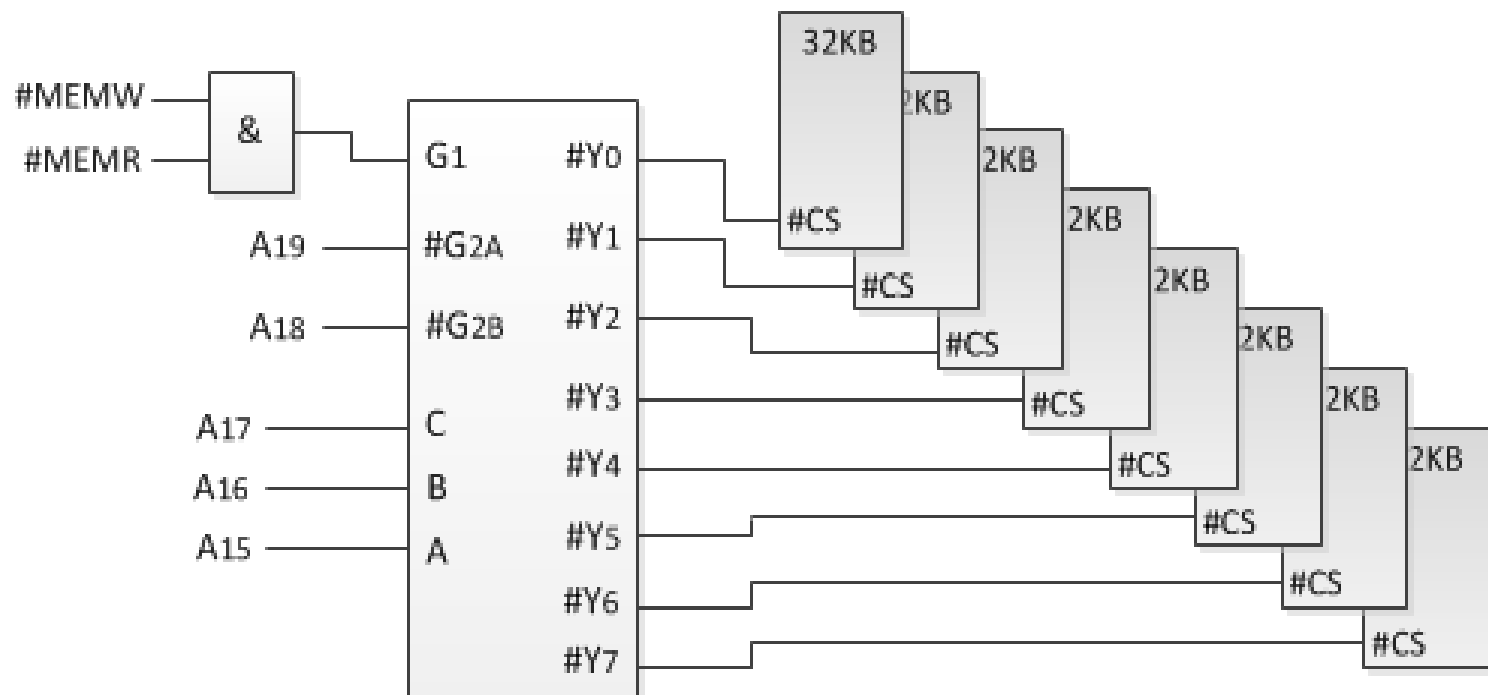 32KB
2KB
2KB
2KB
2KB
2KB
2KB
2KB
#MEMW
#MEMR
&
A19
A18
A17
A16
A15
G1
#G2A
#G2B
C
B
A
#Y0
#Y1
#Y2
#Y3
#Y4
#Y5
#Y6
#Y7
#CS
#CS
#CS
#CS
#CS
#CS
#CS
#CS